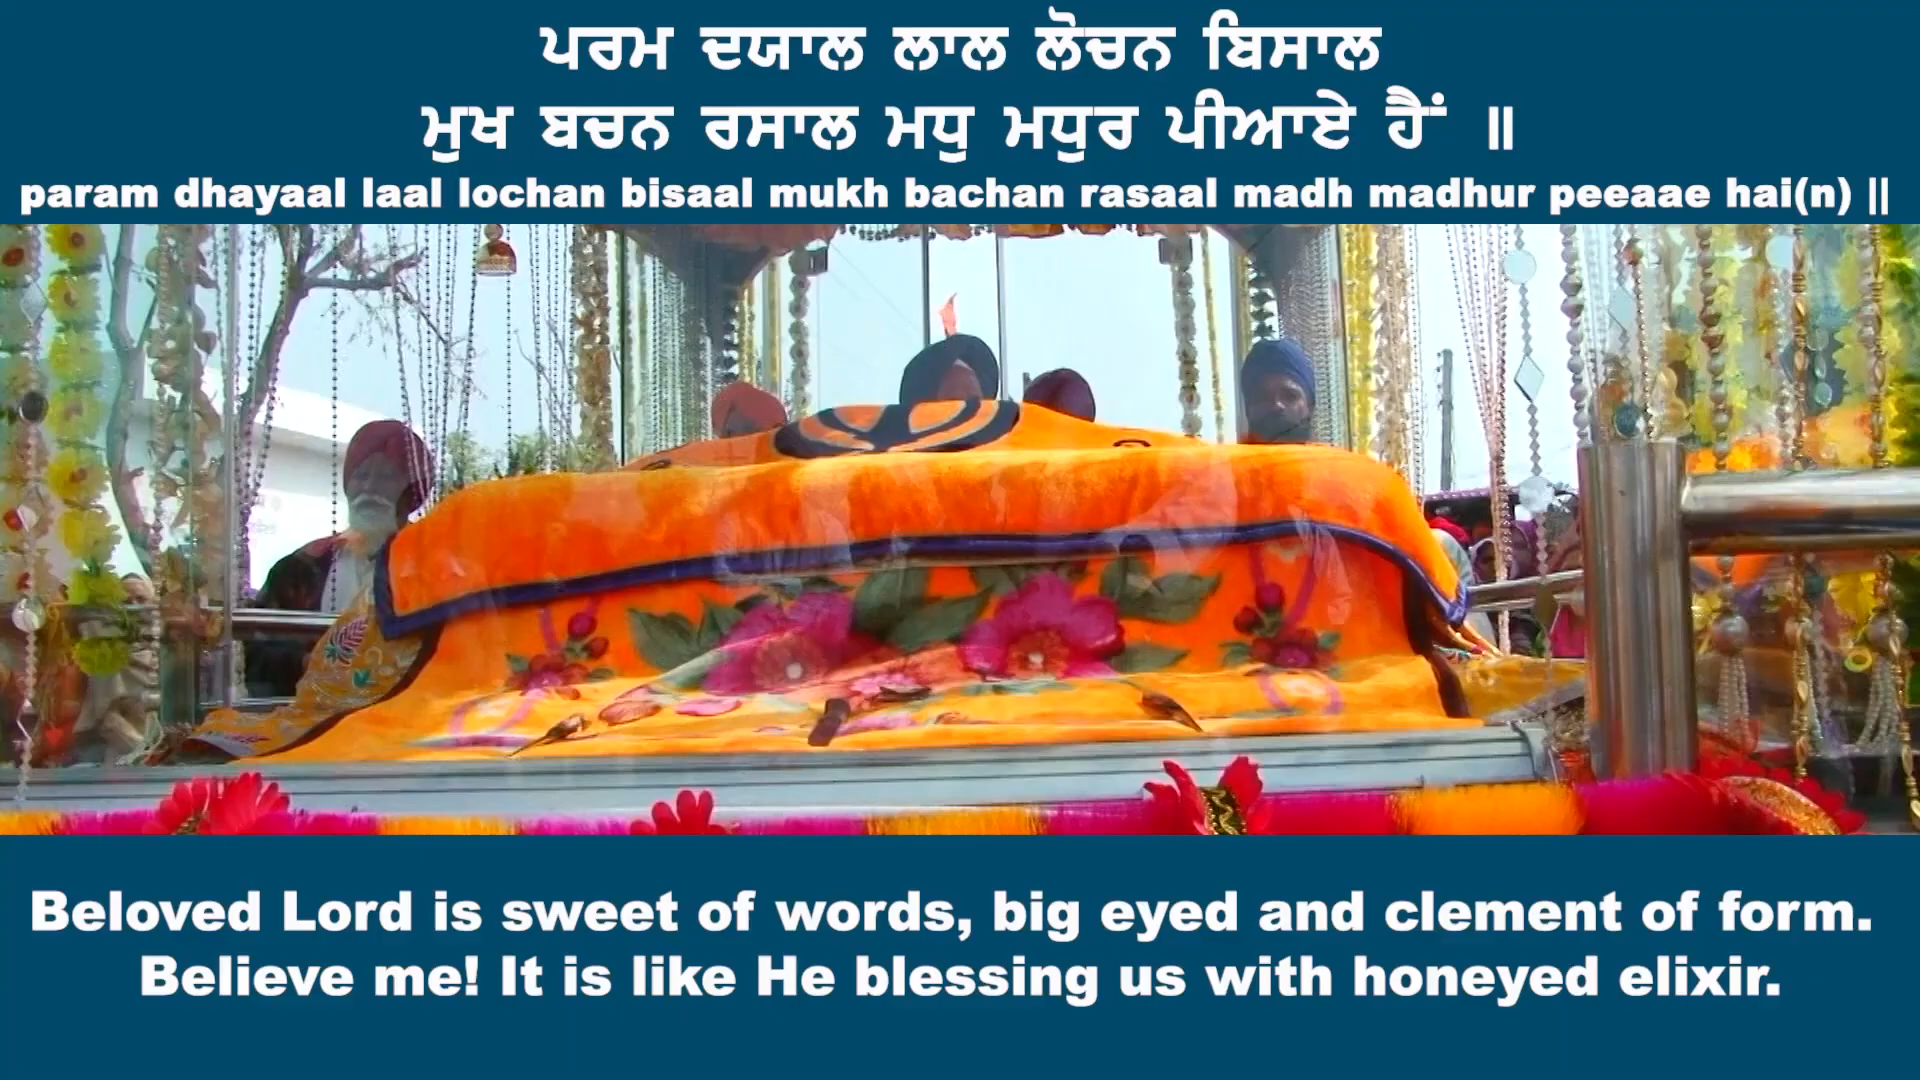 ਪਰਮ ਦਯਾਲ ਲਾਲ ਲੋਚਨ ਬਿਸਾਲ
ਮੁਖ ਬਚਨ ਰਸਾਲ ਮਧੁ ਮਧੁਰ ਪੀਆਏ ਹੈਂ ॥
param dhayaal laal lochan bisaal mukh bachan rasaal madh madhur peeaae hai(n) ||
Beloved Lord is sweet of words, big eyed and clement of form.
Believe me! It is like He blessing us with honeyed elixir.